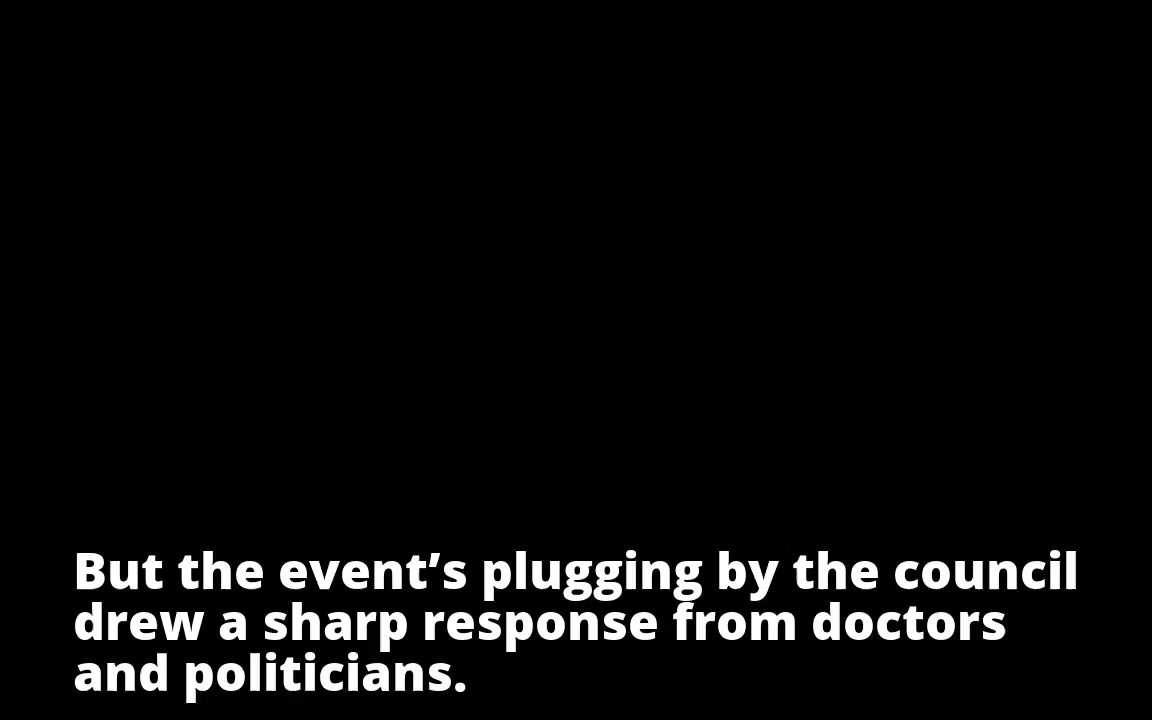 But the event’s plugging by the council
drew a sharp response from doctors
and politicians.